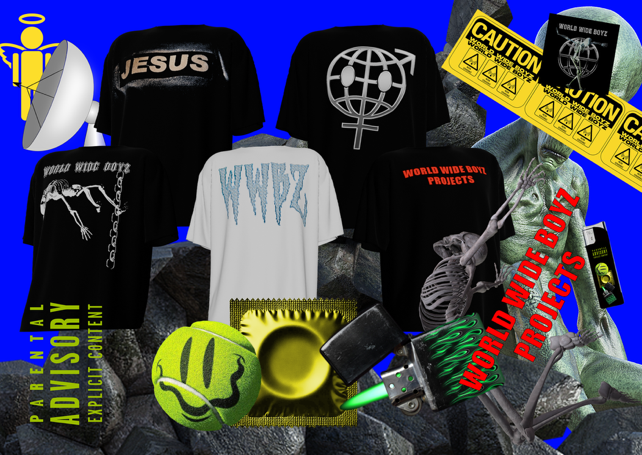 JESUS
WORLD WIDE BOYZ
CAUTION
WORLD WIDE BOYZ
WORLD WIDE BOYZ
WWBZ
WORLD WIDE BOYZ
PROJECTS
WORLD WIDE BOYZ
PROJECTS
PARENTAL
ADVISORY
EXPLICIT CONTENT